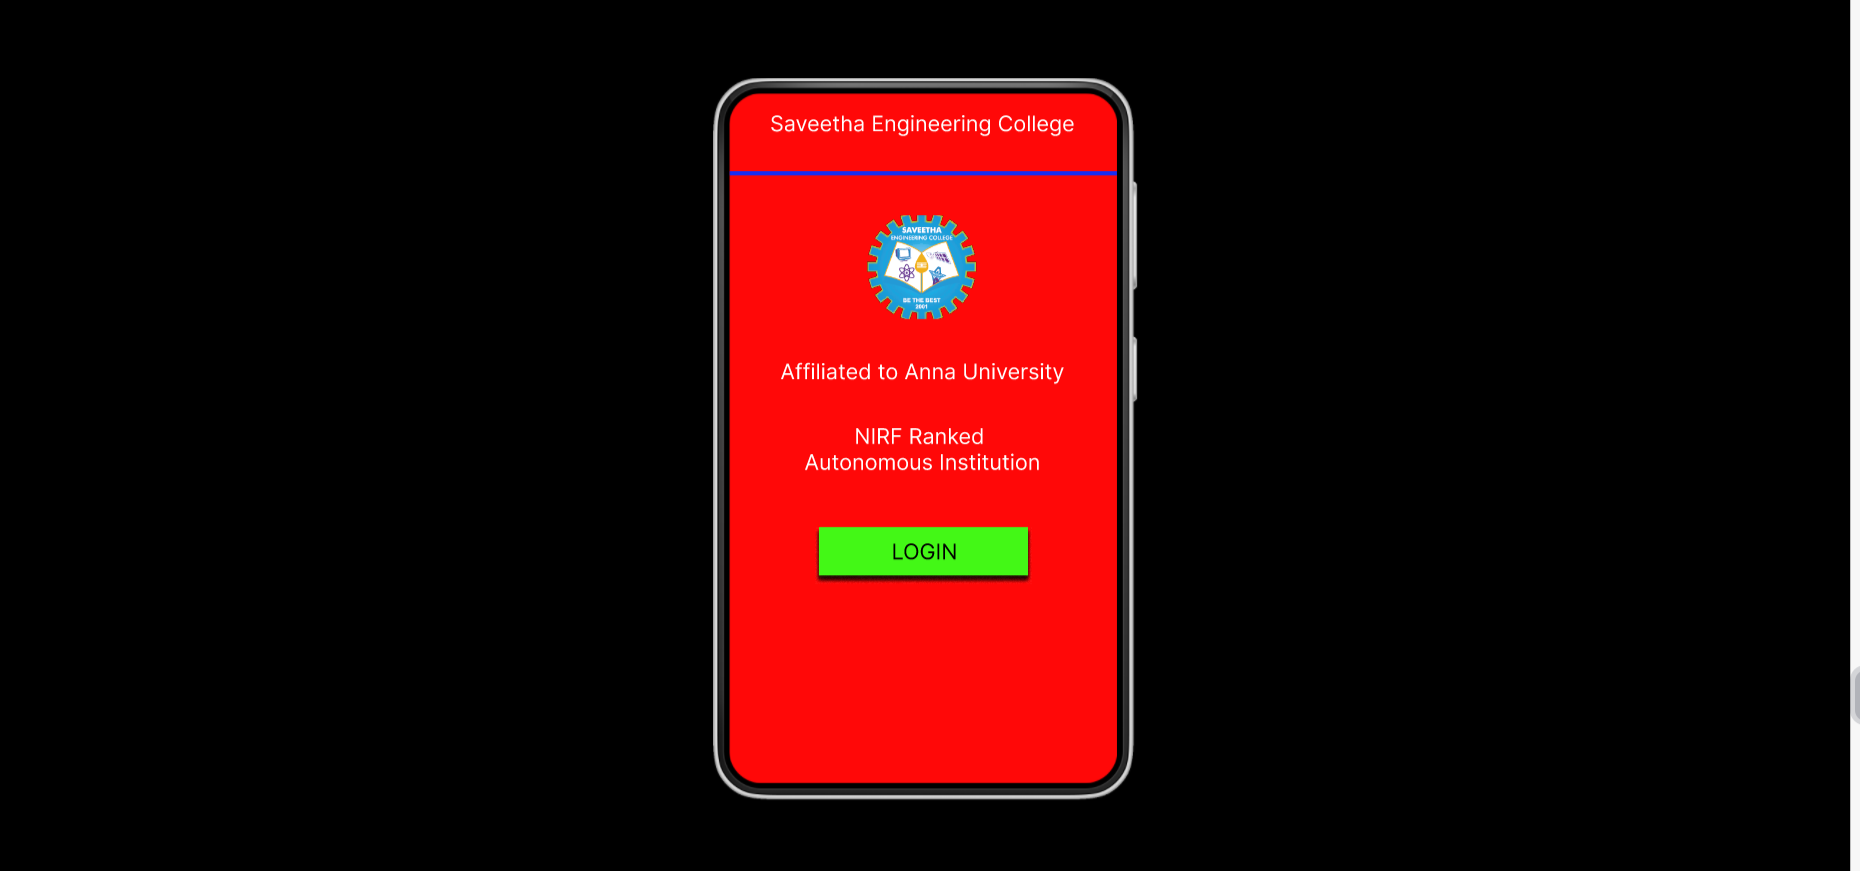 Saveetha Engineering College
SAVEETHA
ENGINEERING COLLEGE
BE THE BEST
2001
Affiliated to Anna University
NIRF Ranked
Autonomous Institution
LOGIN